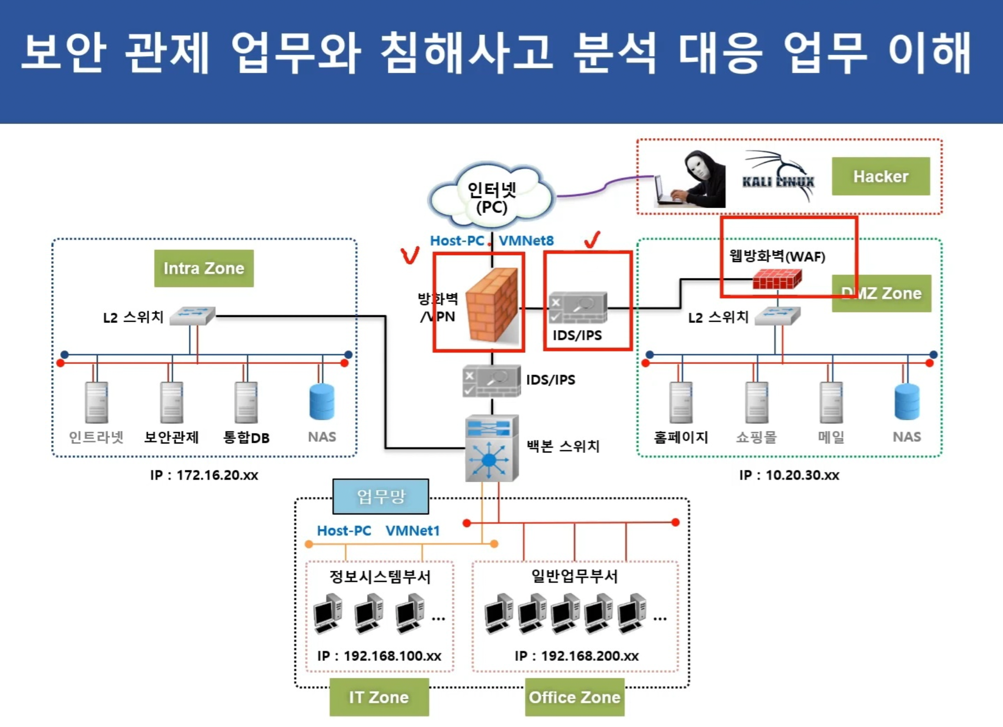 보안 관제 업무와 침해사고 분석 대응 업무 이해
인터넷
(PC)
KALI LINUX
Hacker
Host-PC. VMNet8
웹방화벽(WAF)
Intra Zone
방화벽
/VPN
IDS/IPS
DMZ Zone
L2 스위치
L2 스위치
IDS/IPS
인트라넷
보안관제
통합DB
NAS
백본 스위치
홈페이지
쇼핑몰
메일
NAS
IP : 172.16.20.xx
IP : 10.20.30.xx
업무망
Host-PC VMNet1
정보시스템부서
일반업무부서
...
...
IP : 192.168.100.xx
IP : 192.168.200.xx
IT Zone
Office Zone